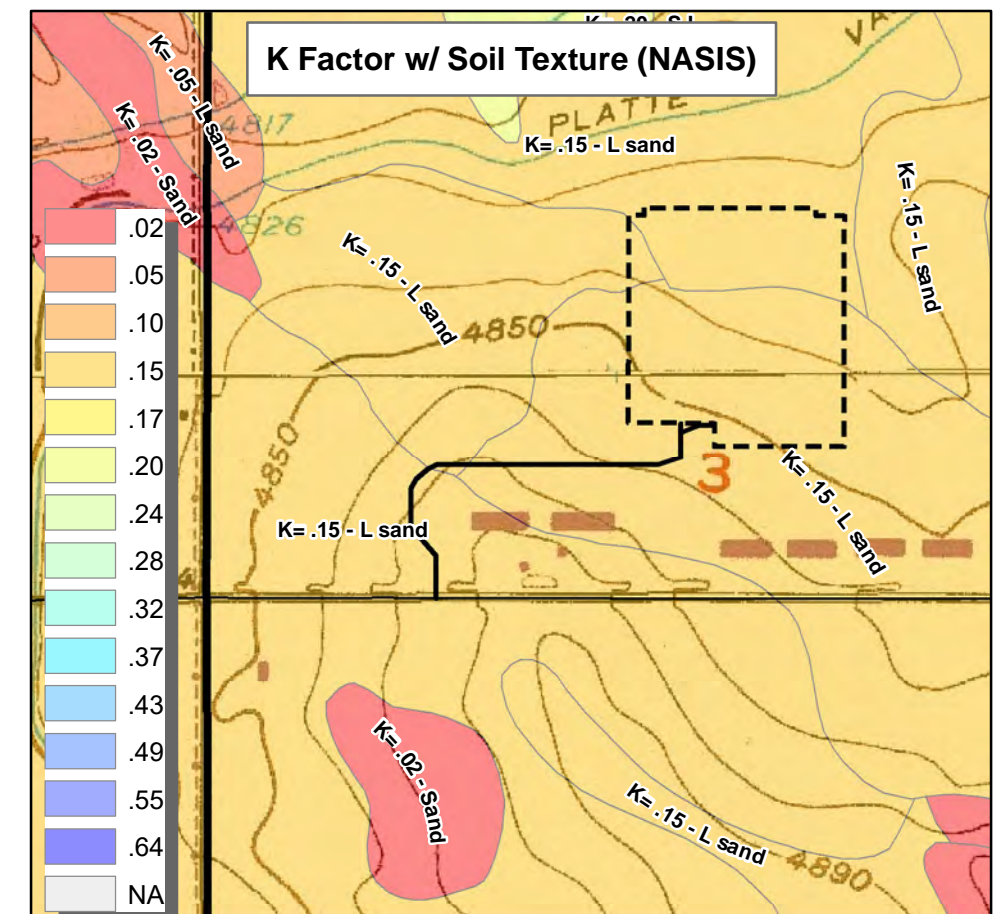 K Factor w/ Soil Texture (NASIS)
PLATTE
K= .05 - L sand
4817
K= .15 - L sand
K= .02 - Sand
K= .15 - L sand
4826
K= .15 - L sand
4850
4850
3
K= .15 - L sand
K= .15 - L sand
K= .02 - Sand
K= .15 - L sand
4890
.02
.05
.10
.15
.17
.20
.24
.28
.32
.37
.43
.49
.55
.64
NA